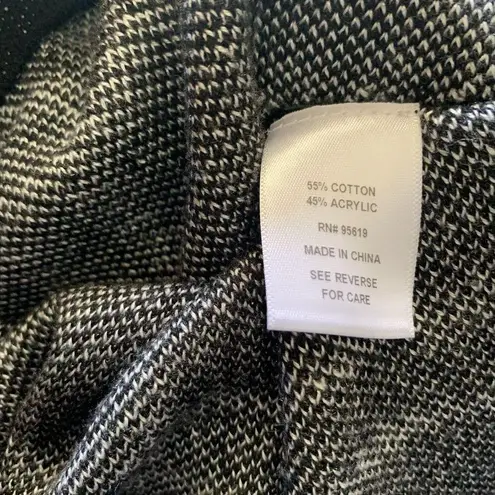 55% COTTON
45% ACRYLIC
RN# 95619
MADE IN CHINA
SEE REVERSE
FOR CARE